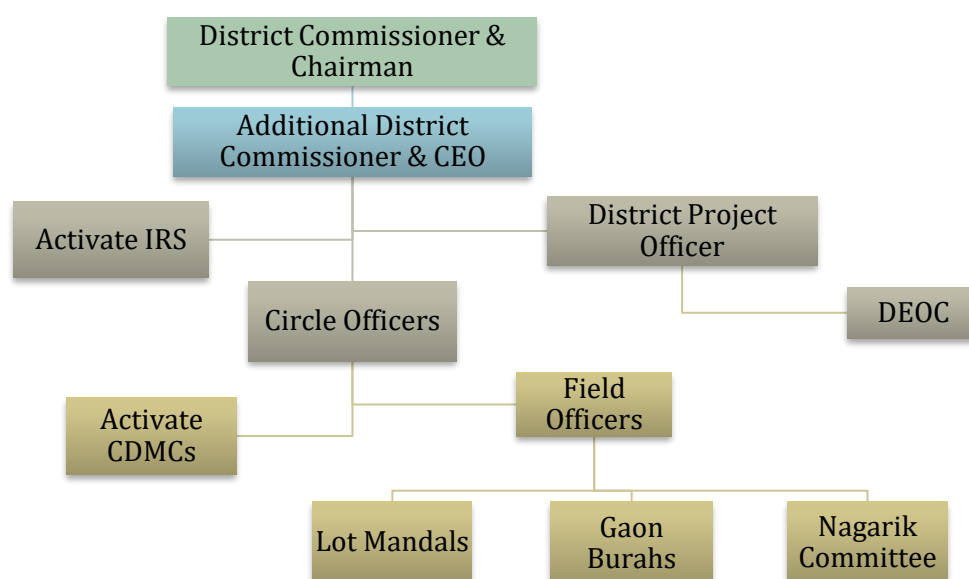 District Commissioner &
Chairman
Additional District
Commissioner & CEO
Activate IRS
District Project
Officer
Circle Officers
DEOC
Activate
CDMCs
Field
Officers
Lot Mandals
Gaon
Burahs
Nagarik
Committee